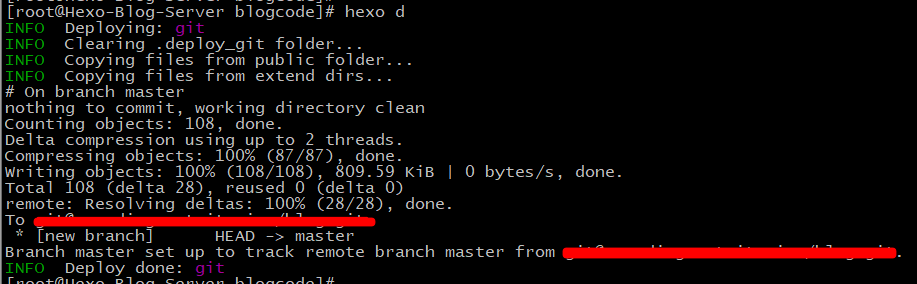 [root@Hexo-Blog-Server blogcode]# hexo d
INFO  Deploying: git
INFO  Clearing .deploy_git folder...
INFO  Copying files from public folder...
INFO  Copying files from extend dirs...
# On branch master
nothing to commit, working directory clean
Counting objects: 108, done.
Delta compression using up to 2 threads.
Compressing objects: 100% (87/87), done.
Writing objects: 100% (108/108), 809.59 KiB | 0 bytes/s, done.
Total 108 (delta 28), reused 0 (delta 0)
remote: Resolving deltas: 100% (28/28), done.
To
 * [new branch]      HEAD -> master
Branch master set up to track remote branch master from .
INFO  Deploy done: git
[root@Hexo-Blog-Server blogcode]#